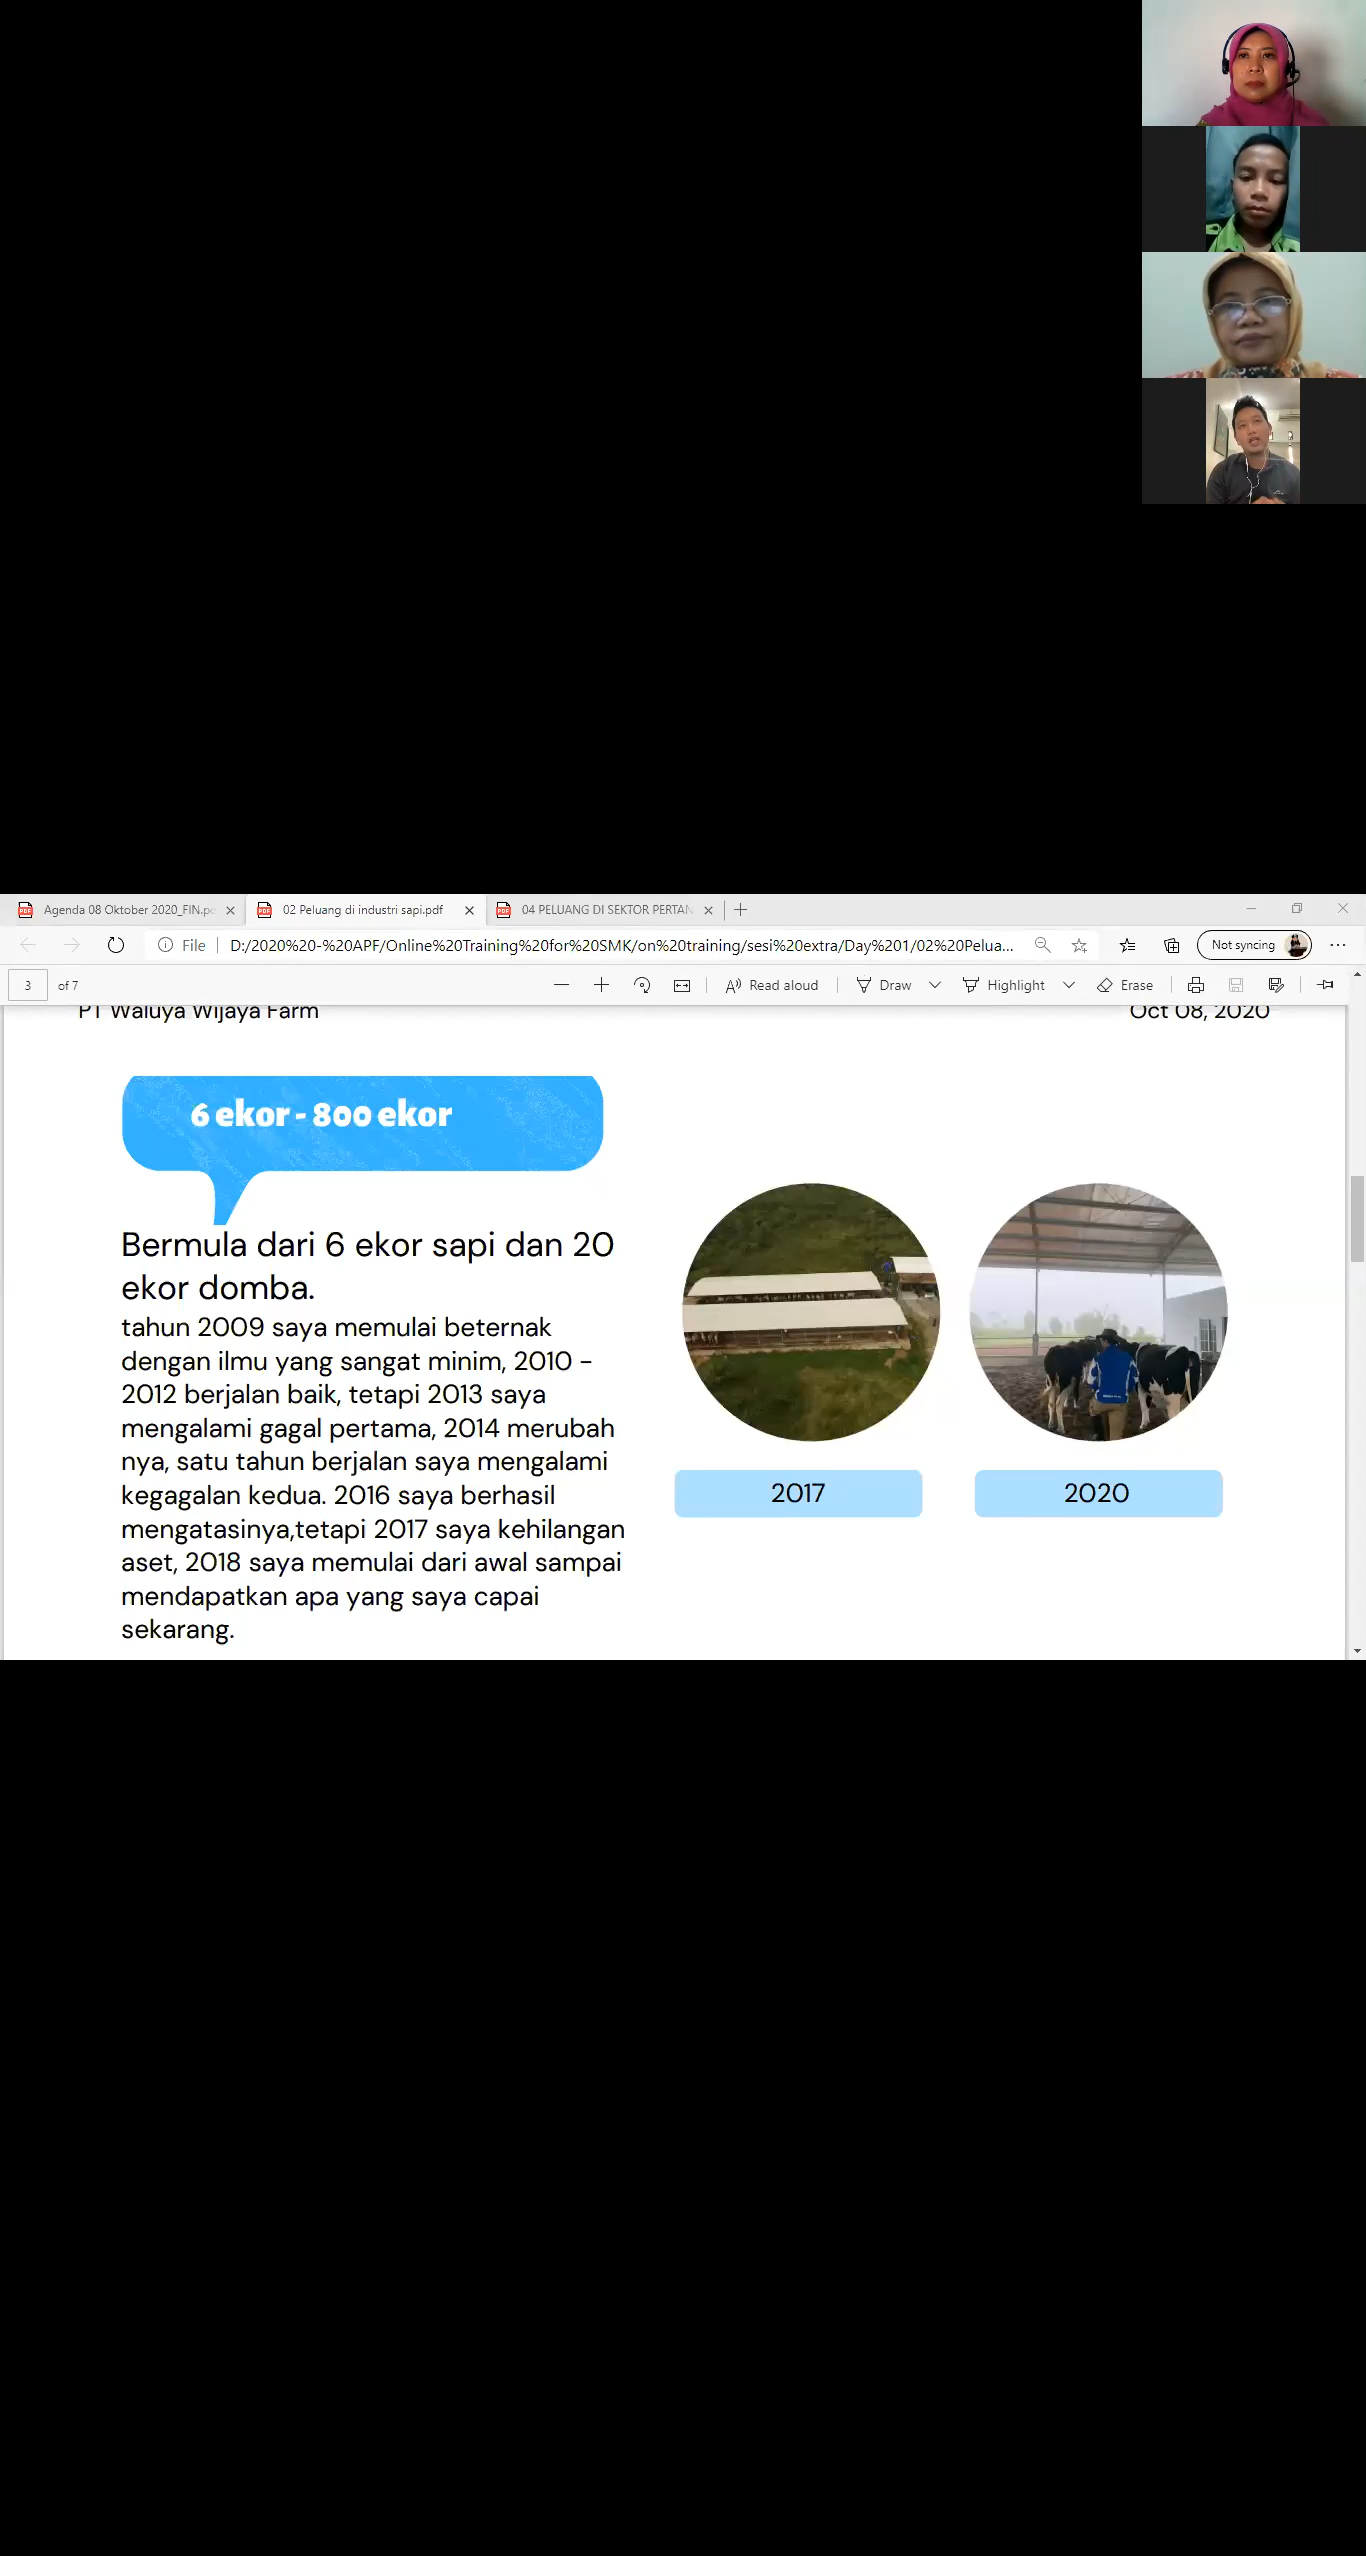 Agenda 08 Oktober 2020_FIN.p
02 Peluang di industri sapi.pdf
04 PELUANG DI SEKTOR PERTAN
File
D:/2020%20-%20APF/Online%20Training%20for%20SMK/on%20training/sesi%20extra/Day%201/02%20Pelua...
Not syncing
3 of 7
Read aloud
Draw
Highlight
Erase
PT Waluya Wijaya Farm
Oct 08, 2020
6 ekor - 800 ekor
Bermula dari 6 ekor sapi dan 20
ekor domba.
tahun 2009 saya memulai beternak
dengan ilmu yang sangat minim, 2010 -
2012 berjalan baik, tetapi 2013 saya
mengalami gagal pertama, 2014 merubah
nya, satu tahun berjalan saya mengalami
kegagalan kedua. 2016 saya berhasil
mengatasinya,tetapi 2017 saya kehilangan
aset, 2018 saya memulai dari awal sampai
mendapatkan apa yang saya capai
sekarang.
2017
2020